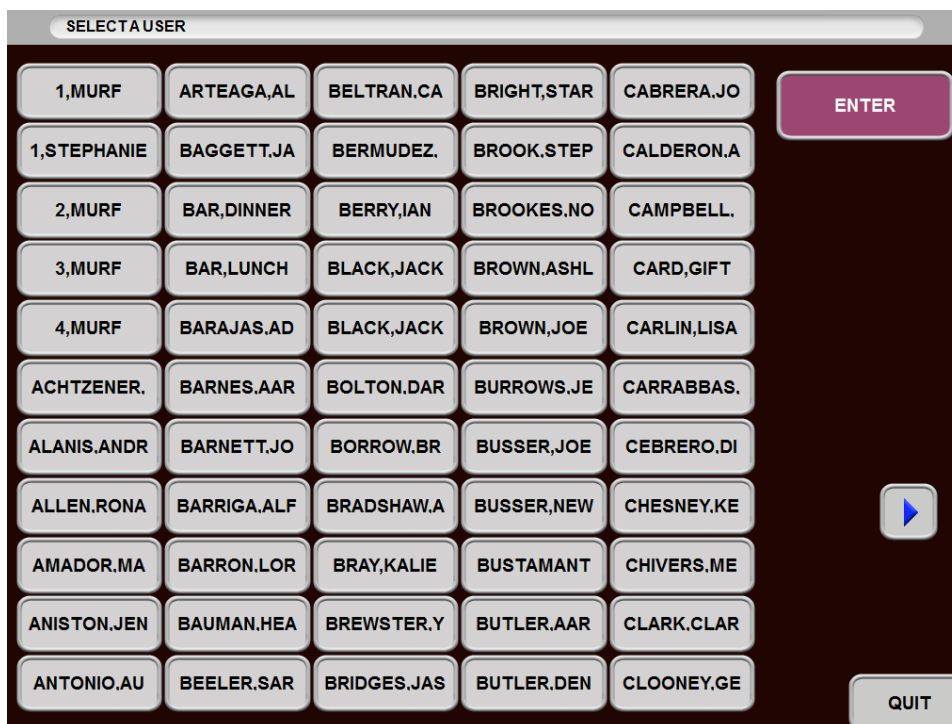 SELECT A USER
1,MURF
ARTEAGA,AL
BELTRAN,CA
BRIGHT,STAR
CABRERA,JO
ENTER
1,STEPHANIE
BAGGETT,JA
BERMUDEZ,
BROOK,STEP
CALDERON,A
2,MURF
BAR,DINNER
BERRY,IAN
BROOKES,NO
CAMPBELL,
3,MURF
BAR,LUNCH
BLACK,JACK
BROWN,ASHL
CARD,GIFT
4,MURF
BARAJAS,AD
BLACK,JACK
BROWN,JOE
CARLIN,LISA
ACHTZENER,
BARNES,AAR
BOLTON,DAR
BURROWS,JE
CARRABBAS,
ALANIS,ANDR
BARNETT,JO
BORROW,BR
BUSSER,JOE
CEBRERO,DI
ALLEN,RONA
BARRIGA,ALF
BRADSHAW,A
BUSSER,NEW
CHESNEY,KE
AMADOR,MA
BARRON,LOR
BRAY,KALIE
BUSTAMANT
CHIVERS,ME
ANISTON,JEN
BAUMAN,HEA
BREWSTER,Y
BUTLER,AAR
CLARK,CLAR
ANTONIO,AU
BEELER,SAR
BRIDGES,JAS
BUTLER,DEN
CLOONEY,GE
QUIT